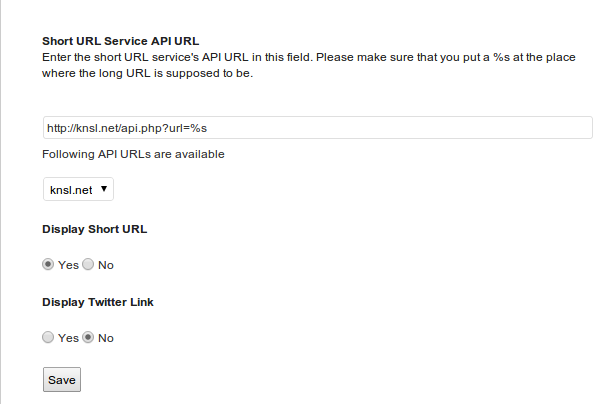 Short URL Service API URL
Enter the short URL service's API URL in this field. Please make sure that you put a %s at the place
where the long URL is supposed to be.
http://knsl.net/api.php?url=%s
Following API URLs are available
knsl.net
Display Short URL
Yes No
Display Twitter Link
Yes No
Save